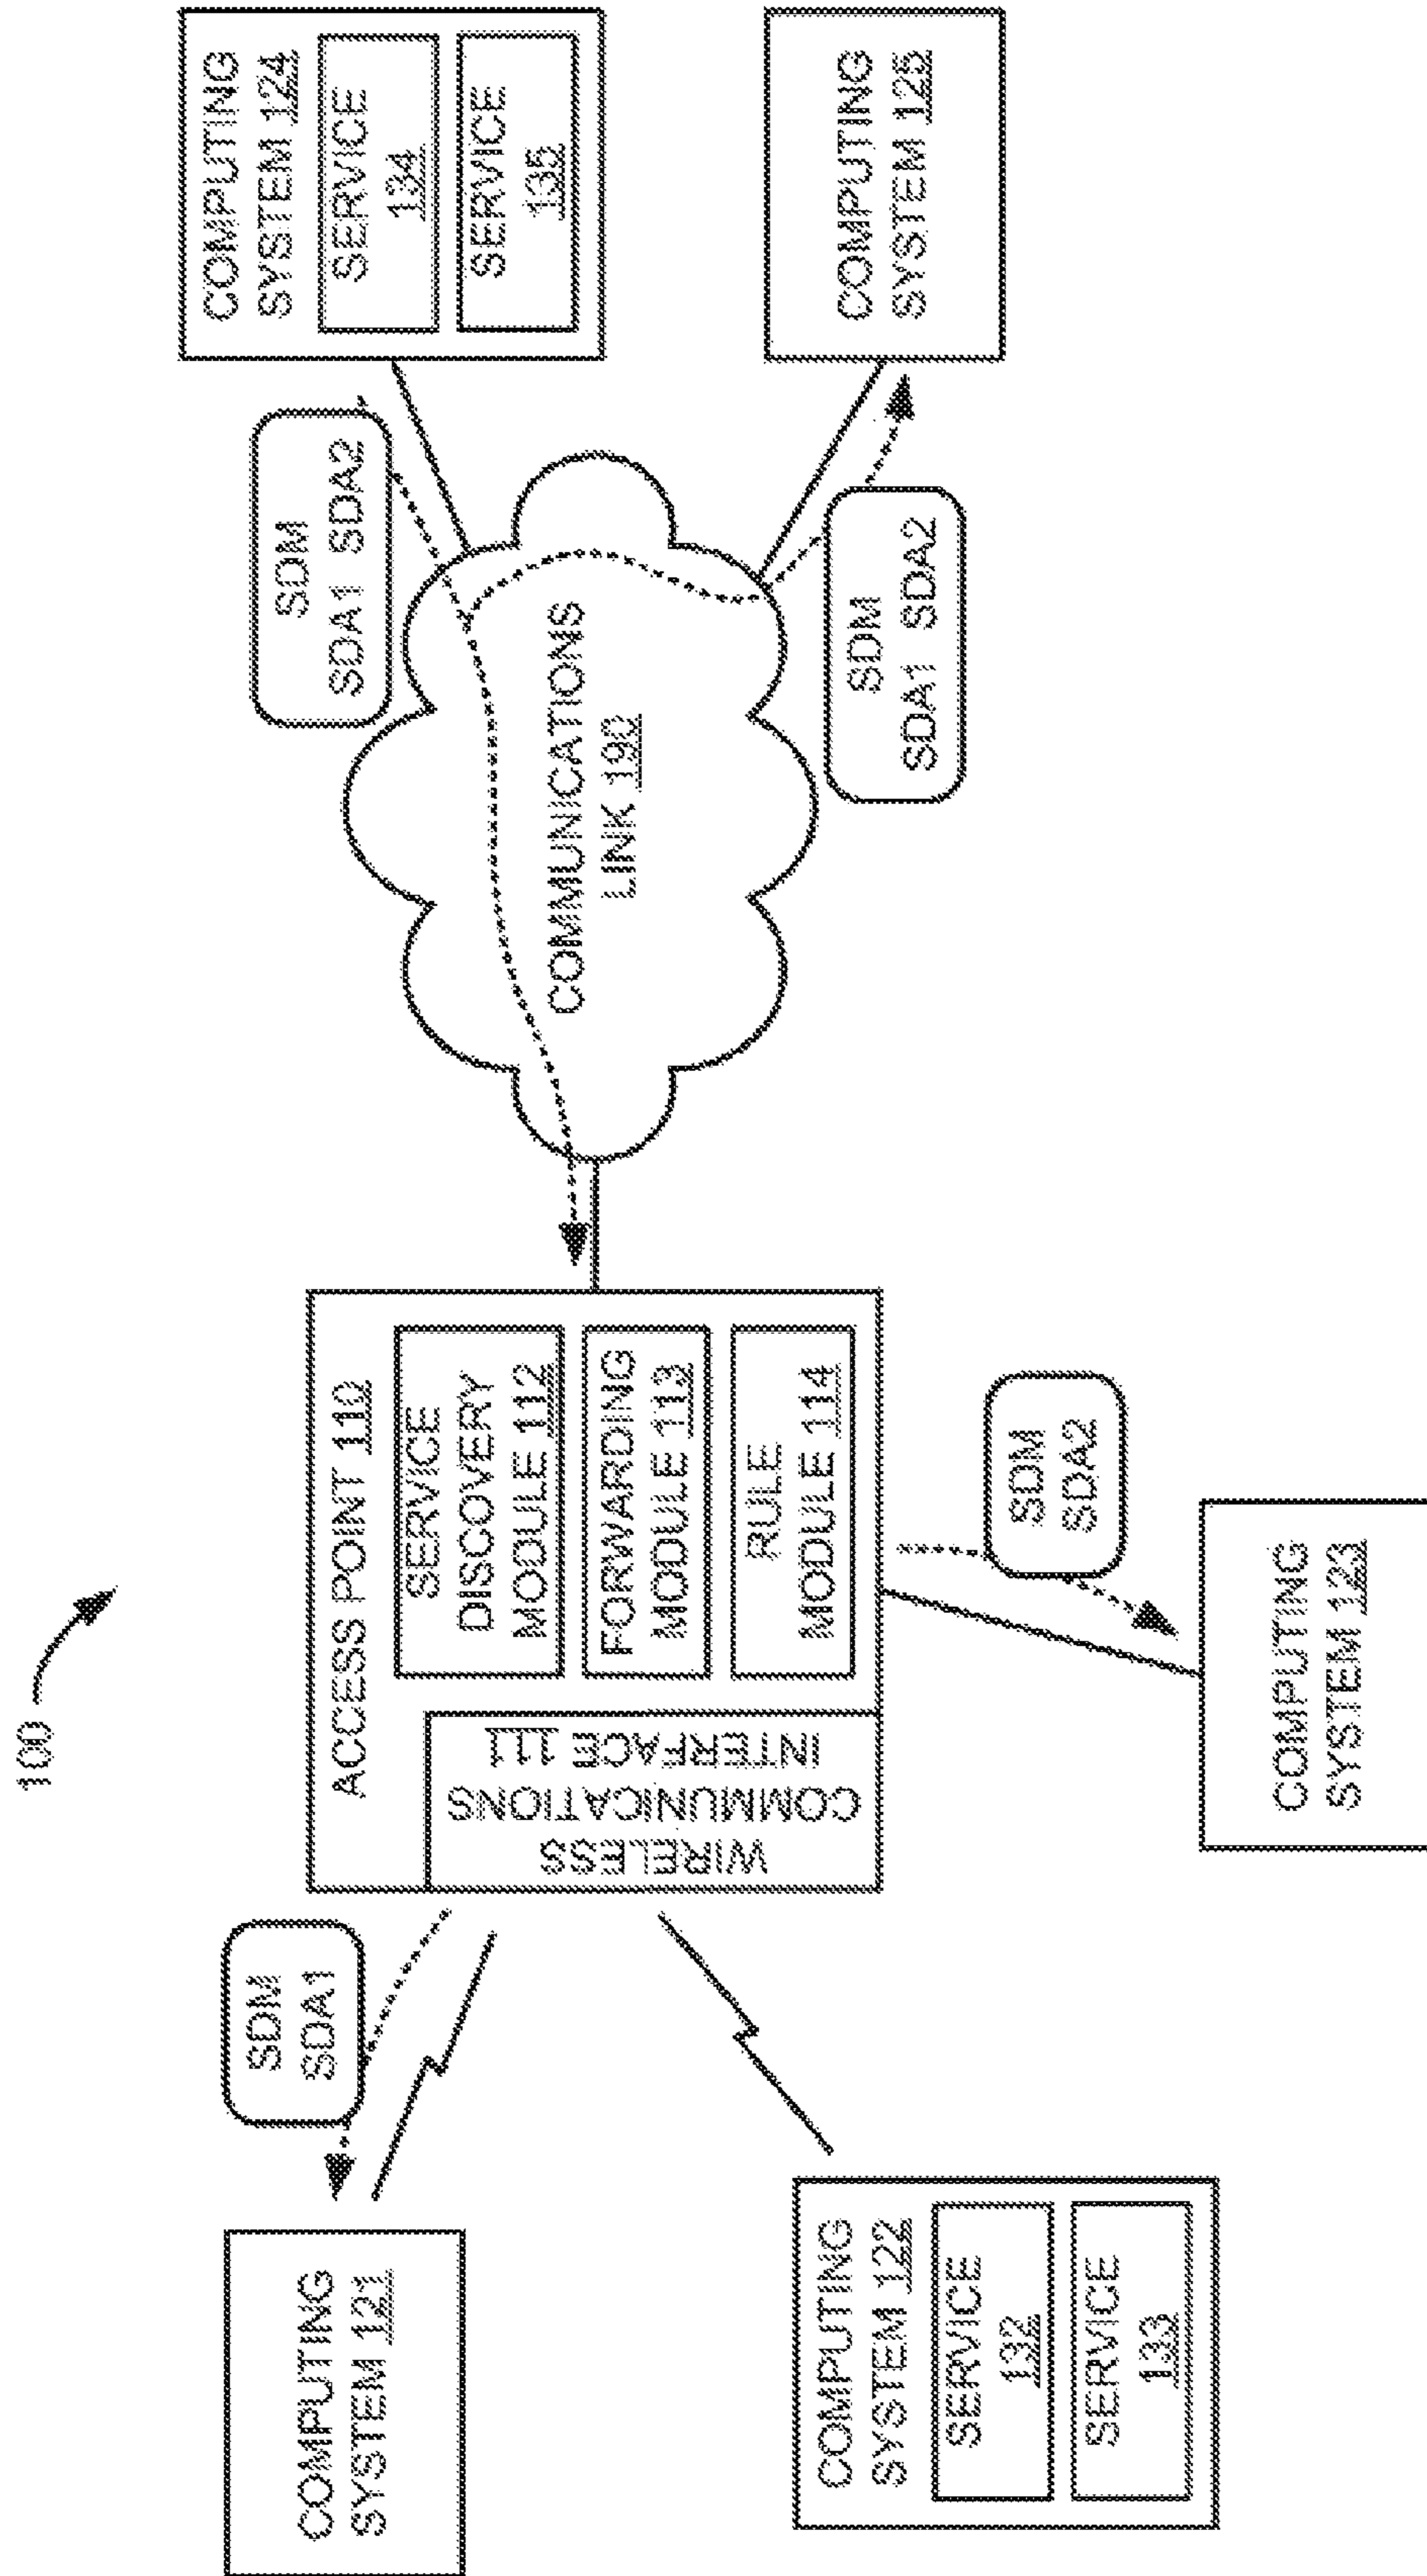 100
COMPUTING
SYSTEM 121
SDM
SDA1
COMPUTING
SYSTEM 122
SERVICE
132
SERVICE
133
ACCESS POINT 110
WIRELESS
COMMUNICATIONS
INTERFACE 111
SERVICE
DISCOVERY
MODULE 112
FORWARDING
MODULE 113
RULE
MODULE 114
SDM
SDA2
COMPUTING
SYSTEM 123
COMMUNICATIONS
LINK 190
SDM
SDA1 SDA2
COMPUTING
SYSTEM 124
SERVICE
134
SERVICE
135
SDM
SDA1 SDA2
COMPUTING
SYSTEM 125